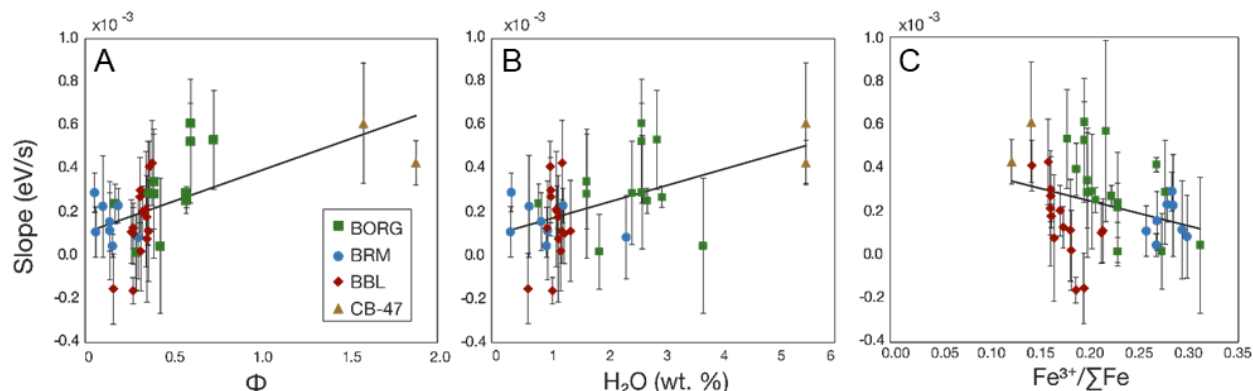 x10⁻³ x10⁻³ x10⁻³
A B C
Slope (eV/s)
1.0 1.0 1.0
0.8 0.8 0.8
0.6 0.6 0.6
0.4 0.4 0.4
0.2 0.2 0.2
0.0 0.0 0.0
-0.2 -0.2 -0.2
-0.4 -0.4 -0.4
BORG
BRM
BBL
CB-47
0 0.5 1.0 1.5 2.0
Φ
0 1 2 3 4 5 6
H₂O (wt. %)
0.00 0.05 0.10 0.15 0.20 0.25 0.30 0.35
Fe³⁺/∑Fe